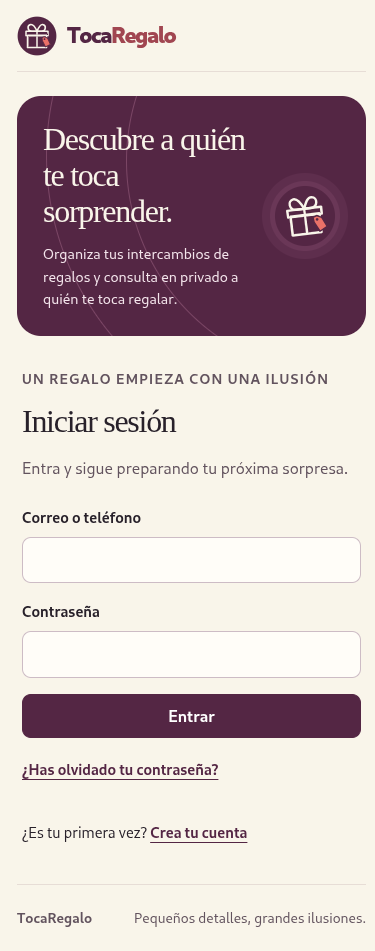 TocaRegalo
Descubre a quién
te toca
sorprender.
Organiza tus intercambios de
regalos y consulta en privado a
quién te toca regalar.
UN REGALO EMPIEZA CON UNA ILUSIÓN
Iniciar sesión
Entra y sigue preparando tu próxima sorpresa.
Correo o teléfono
Contraseña
Entrar
¿Has olvidado tu contraseña?
¿Es tu primera vez? Crea tu cuenta
TocaRegalo
Pequeños detalles, grandes ilusiones.